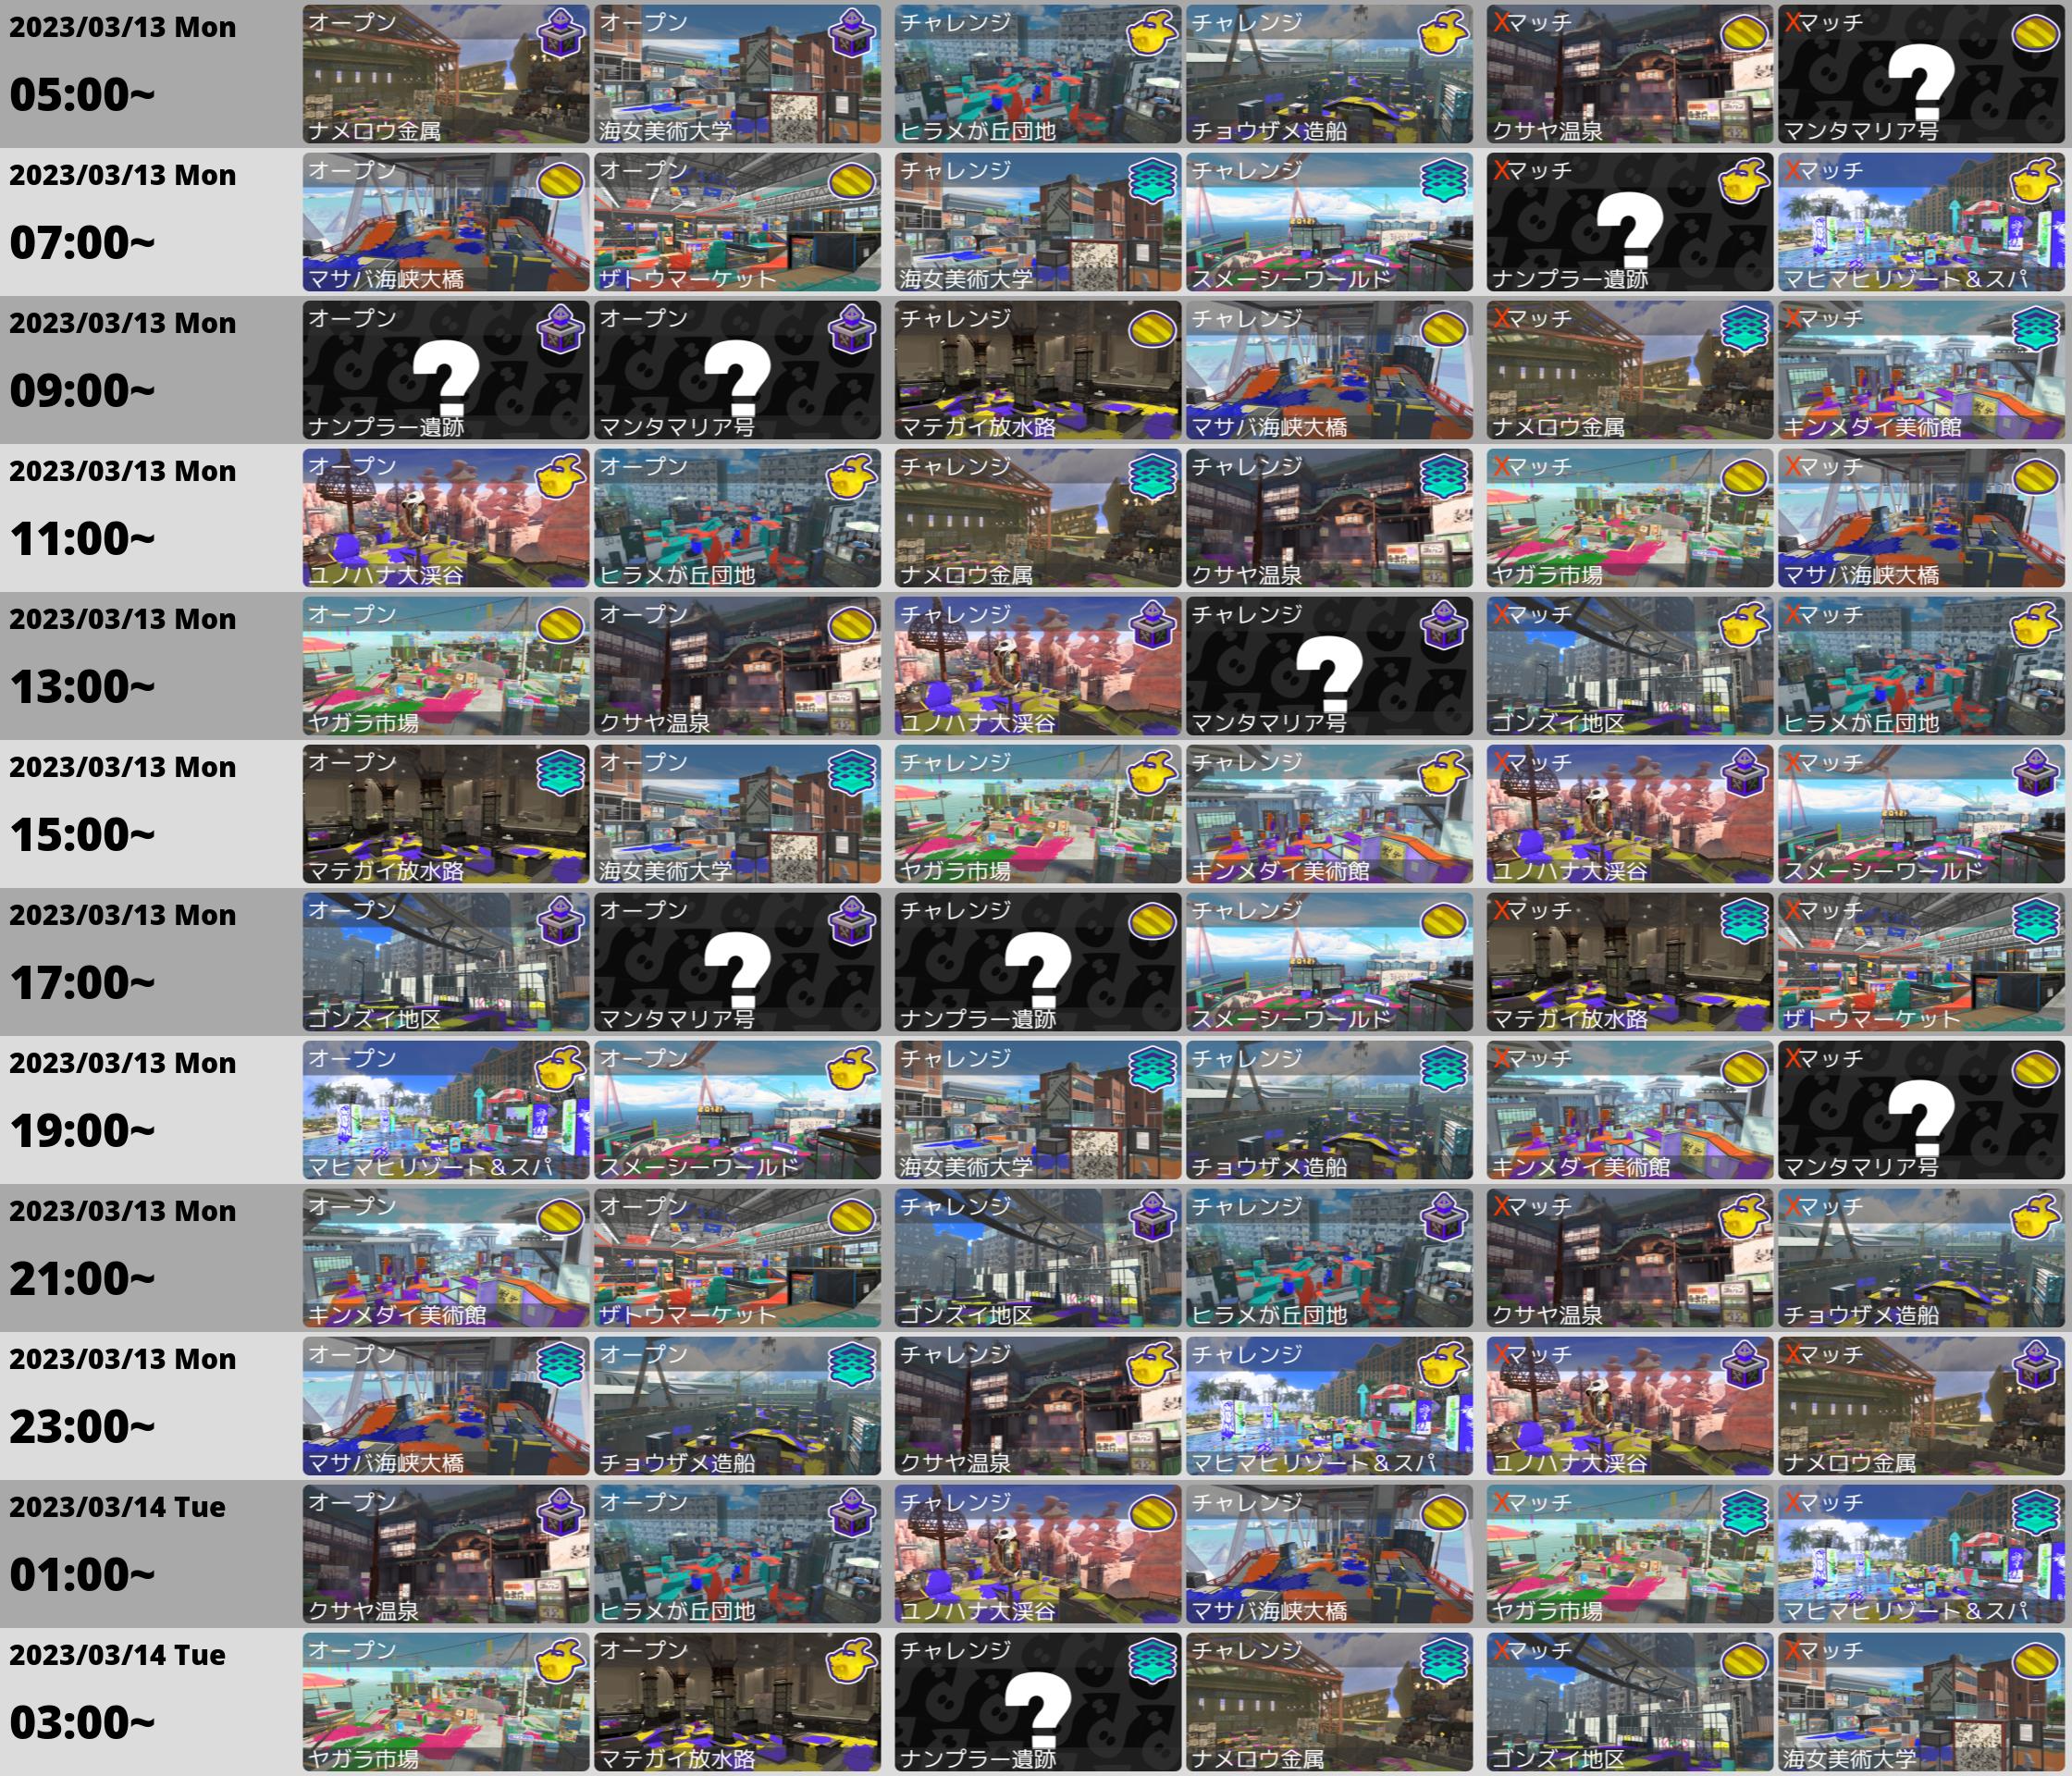 2023/03/13 Mon
05:00~
オープン オープン チャレンジ チャレンジ Xマッチ Xマッチ
ナメロウ金属 海女美術大学 ヒラメが丘団地 チョウザメ造船 クサヤ温泉 マンタマリア号
2023/03/13 Mon
07:00~
オープン オープン チャレンジ チャレンジ Xマッチ Xマッチ
マサバ海峡大橋 ザトウマーケット 海女美術大学 スメーシーワールド ナンプラー遺跡 マヒマヒリゾート＆スパ
2023/03/13 Mon
09:00~
オープン オープン チャレンジ チャレンジ Xマッチ Xマッチ
ナンプラー遺跡 マンタマリア号 マテガイ放水路 マサバ海峡大橋 ナメロウ金属 キンメダイ美術館
2023/03/13 Mon
11:00~
オープン オープン チャレンジ チャレンジ Xマッチ Xマッチ
ユノハナ大渓谷 ヒラメが丘団地 ナメロウ金属 クサヤ温泉 ヤガラ市場 マサバ海峡大橋
2023/03/13 Mon
13:00~
オープン オープン チャレンジ チャレンジ Xマッチ Xマッチ
ヤガラ市場 クサヤ温泉 ユノハナ大渓谷 マンタマリア号 ゴンズイ地区 ヒラメが丘団地
2023/03/13 Mon
15:00~
オープン オープン チャレンジ チャレンジ Xマッチ Xマッチ
マテガイ放水路 海女美術大学 ヤガラ市場 キンメダイ美術館 ユノハナ大渓谷 スメーシーワールド
2023/03/13 Mon
17:00~
オープン オープン チャレンジ チャレンジ Xマッチ Xマッチ
ゴンズイ地区 マンタマリア号 ナンプラー遺跡 スメーシーワールド マテガイ放水路 ザトウマーケット
2023/03/13 Mon
19:00~
オープン オープン チャレンジ チャレンジ Xマッチ Xマッチ
マヒマヒリゾート＆スパ スメーシーワールド 海女美術大学 チョウザメ造船 キンメダイ美術館 マンタマリア号
2023/03/13 Mon
21:00~
オープン オープン チャレンジ チャレンジ Xマッチ Xマッチ
キンメダイ美術館 ザトウマーケット ゴンズイ地区 ヒラメが丘団地 クサヤ温泉 チョウザメ造船
2023/03/13 Mon
23:00~
オープン オープン チャレンジ チャレンジ Xマッチ Xマッチ
マサバ海峡大橋 チョウザメ造船 クサヤ温泉 マヒマヒリゾート＆スパ ユノハナ大渓谷 ナメロウ金属
2023/03/14 Tue
01:00~
オープン オープン チャレンジ チャレンジ Xマッチ Xマッチ
クサヤ温泉 ヒラメが丘団地 ユノハナ大渓谷 マサバ海峡大橋 ヤガラ市場 マヒマヒリゾート＆スパ
2023/03/14 Tue
03:00~
オープン オープン チャレンジ チャレンジ Xマッチ Xマッチ
ヤガラ市場 マテガイ放水路 ナンプラー遺跡 ナメロウ金属 ゴンズイ地区 海女美術大学